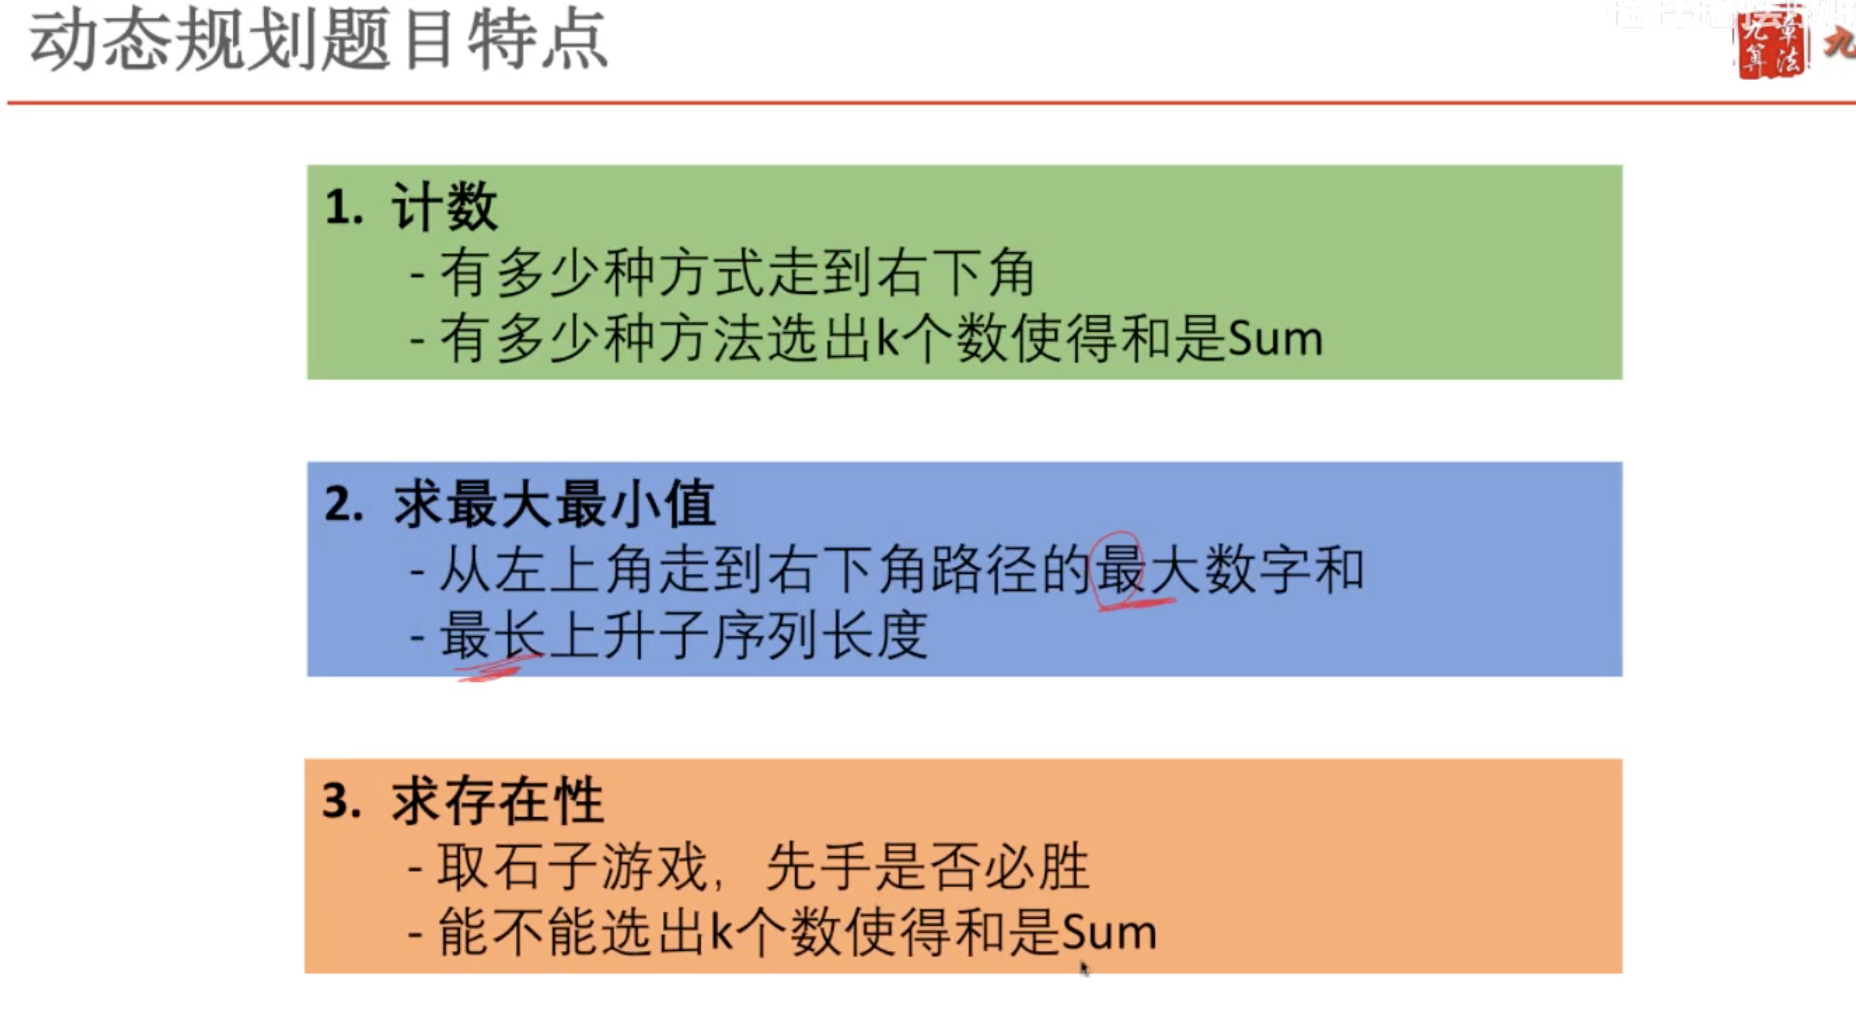 动态规划题目特点
九章算法
九
1. 计数
- 有多少种方式走到右下角
- 有多少种方法选出k个数使得和是Sum
2. 求最大最小值
- 从左上角走到右下角路径的最大数字和
- 最长上升子序列长度
3. 求存在性
- 取石子游戏，先手是否必胜
- 能不能选出k个数使得和是Sum